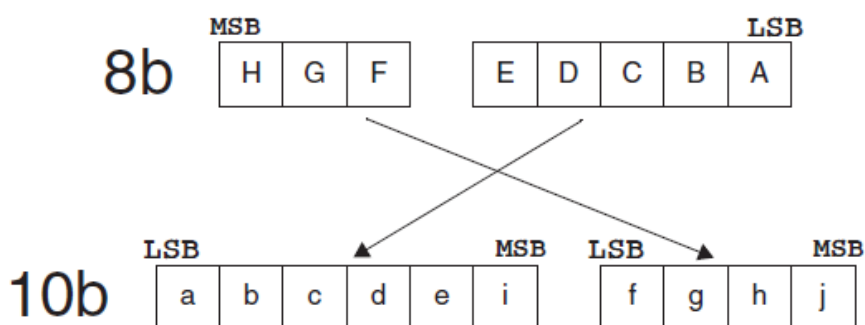 MSB LSB
8b H G F E D C B A
LSB MSB LSB MSB
10b a b c d e i f g h j